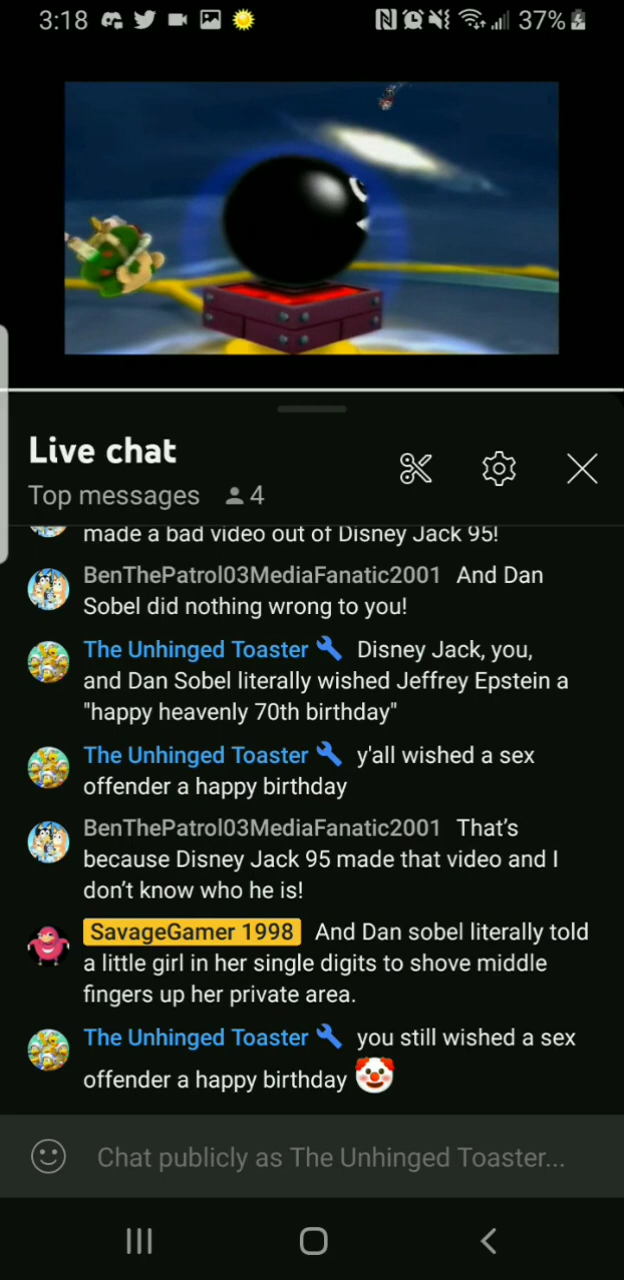 3:18
37%
Live chat
Top messages 4
made a bad video out of Disney Jack 95!
BenThePatrol03MediaFanatic2001 And Dan
Sobel did nothing wrong to you!
The Unhinged Toaster Disney Jack, you,
and Dan Sobel literally wished Jeffrey Epstein a
"happy heavenly 70th birthday"
The Unhinged Toaster y'all wished a sex
offender a happy birthday
BenThePatrol03MediaFanatic2001 That's
because Disney Jack 95 made that video and I
don't know who he is!
SavageGamer 1998 And Dan sobel literally told
a little girl in her single digits to shove middle
fingers up her private area.
The Unhinged Toaster you still wished a sex
offender a happy birthday 🤡
Chat publicly as The Unhinged Toaster...